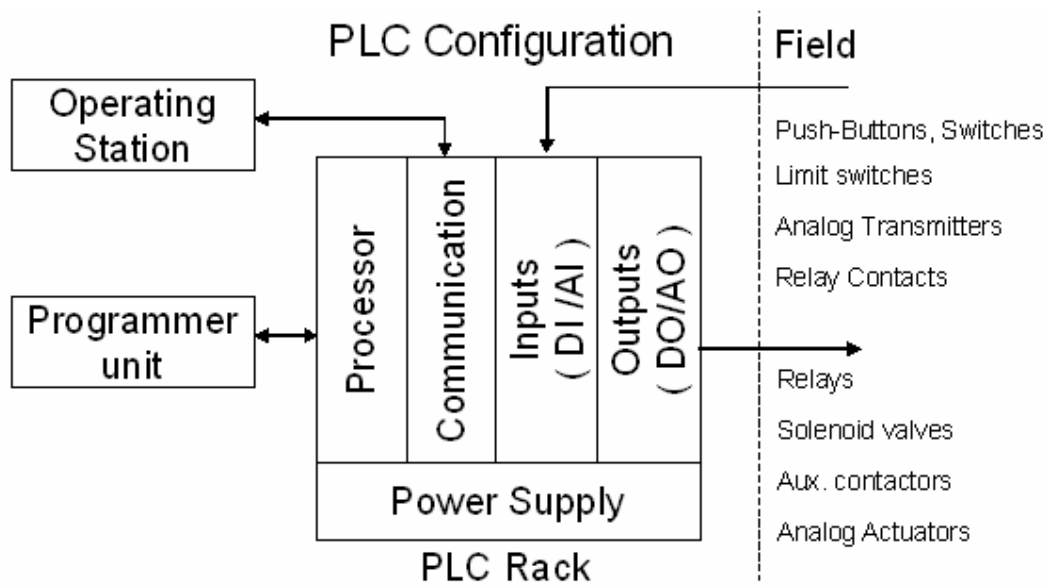 PLC Configuration
Field
Operating
Station
Programmer
unit
Processor
Communication
Inputs
( DI /AI )
Outputs
( DO/AO )
Power Supply
PLC Rack
Push-Buttons, Switches
Limit switches
Analog Transmitters
Relay Contacts
Relays
Solenoid valves
Aux. contactors
Analog Actuators